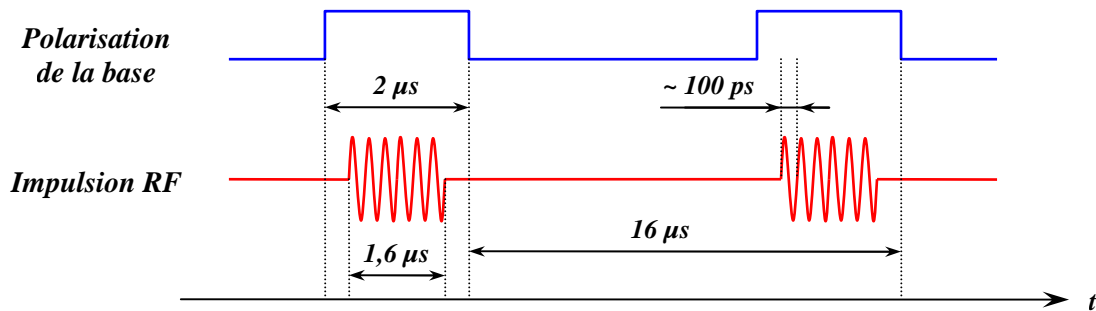 Polarisation
de la base
2 µs
~ 100 ps
Impulsion RF
16 µs
1,6 µs
t